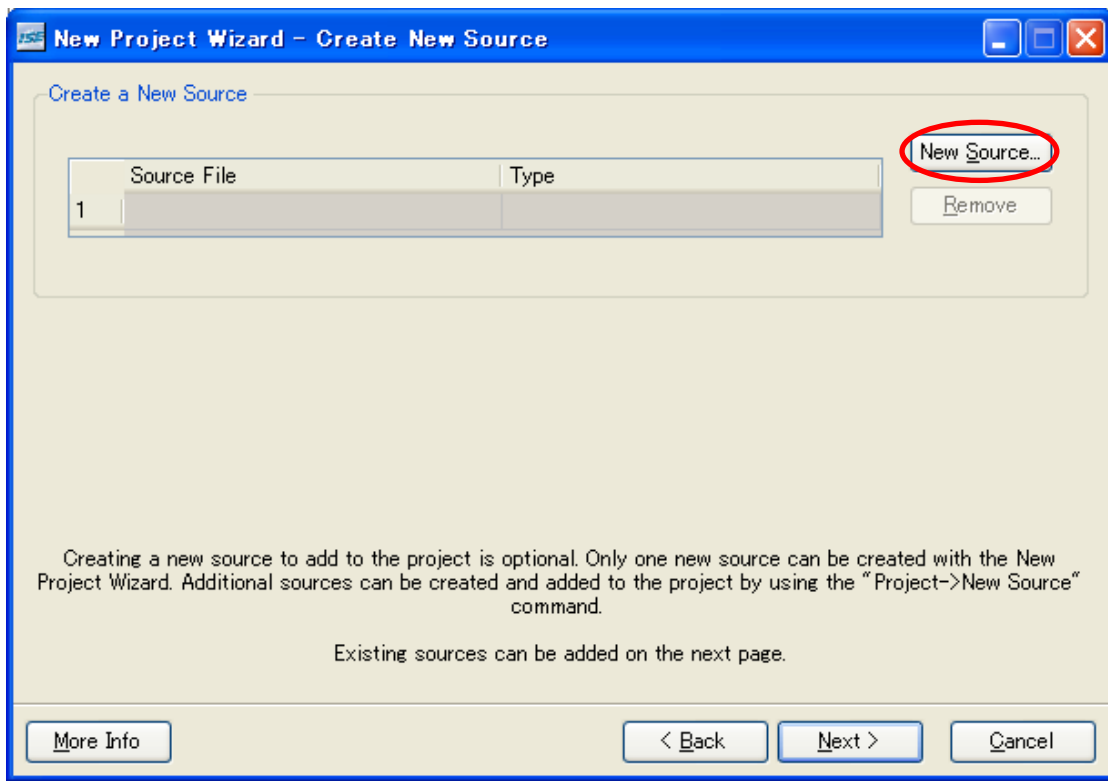 ISE New Project Wizard - Create New Source
Create a New Source
New Source...
Source File Type
1
Remove
Creating a new source to add to the project is optional. Only one new source can be created with the New
Project Wizard. Additional sources can be created and added to the project by using the "Project->New Source"
command.
Existing sources can be added on the next page.
More Info < Back Next > Cancel